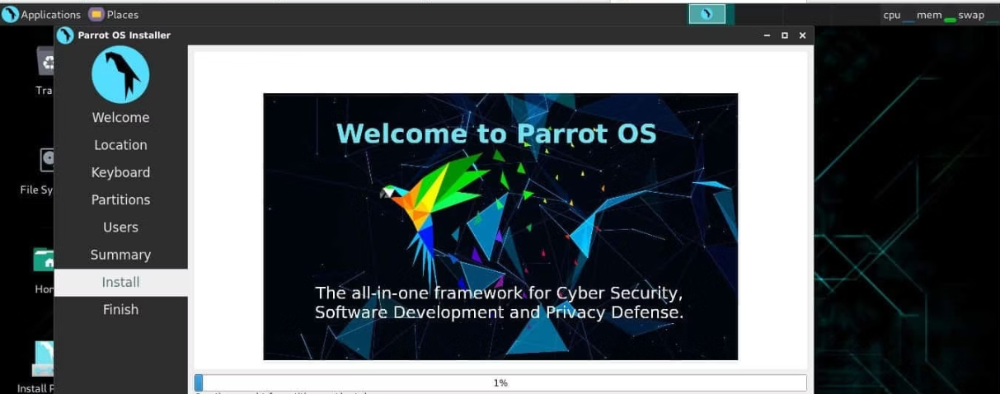 Applications Places cpu mem swap
Parrot OS Installer
Tra
Welcome
Location
Keyboard
File Sy
Partitions
Users
Summary
Install
Hon
Finish
Install P
Welcome to Parrot OS
The all-in-one framework for Cyber Security,
Software Development and Privacy Defense.
1%